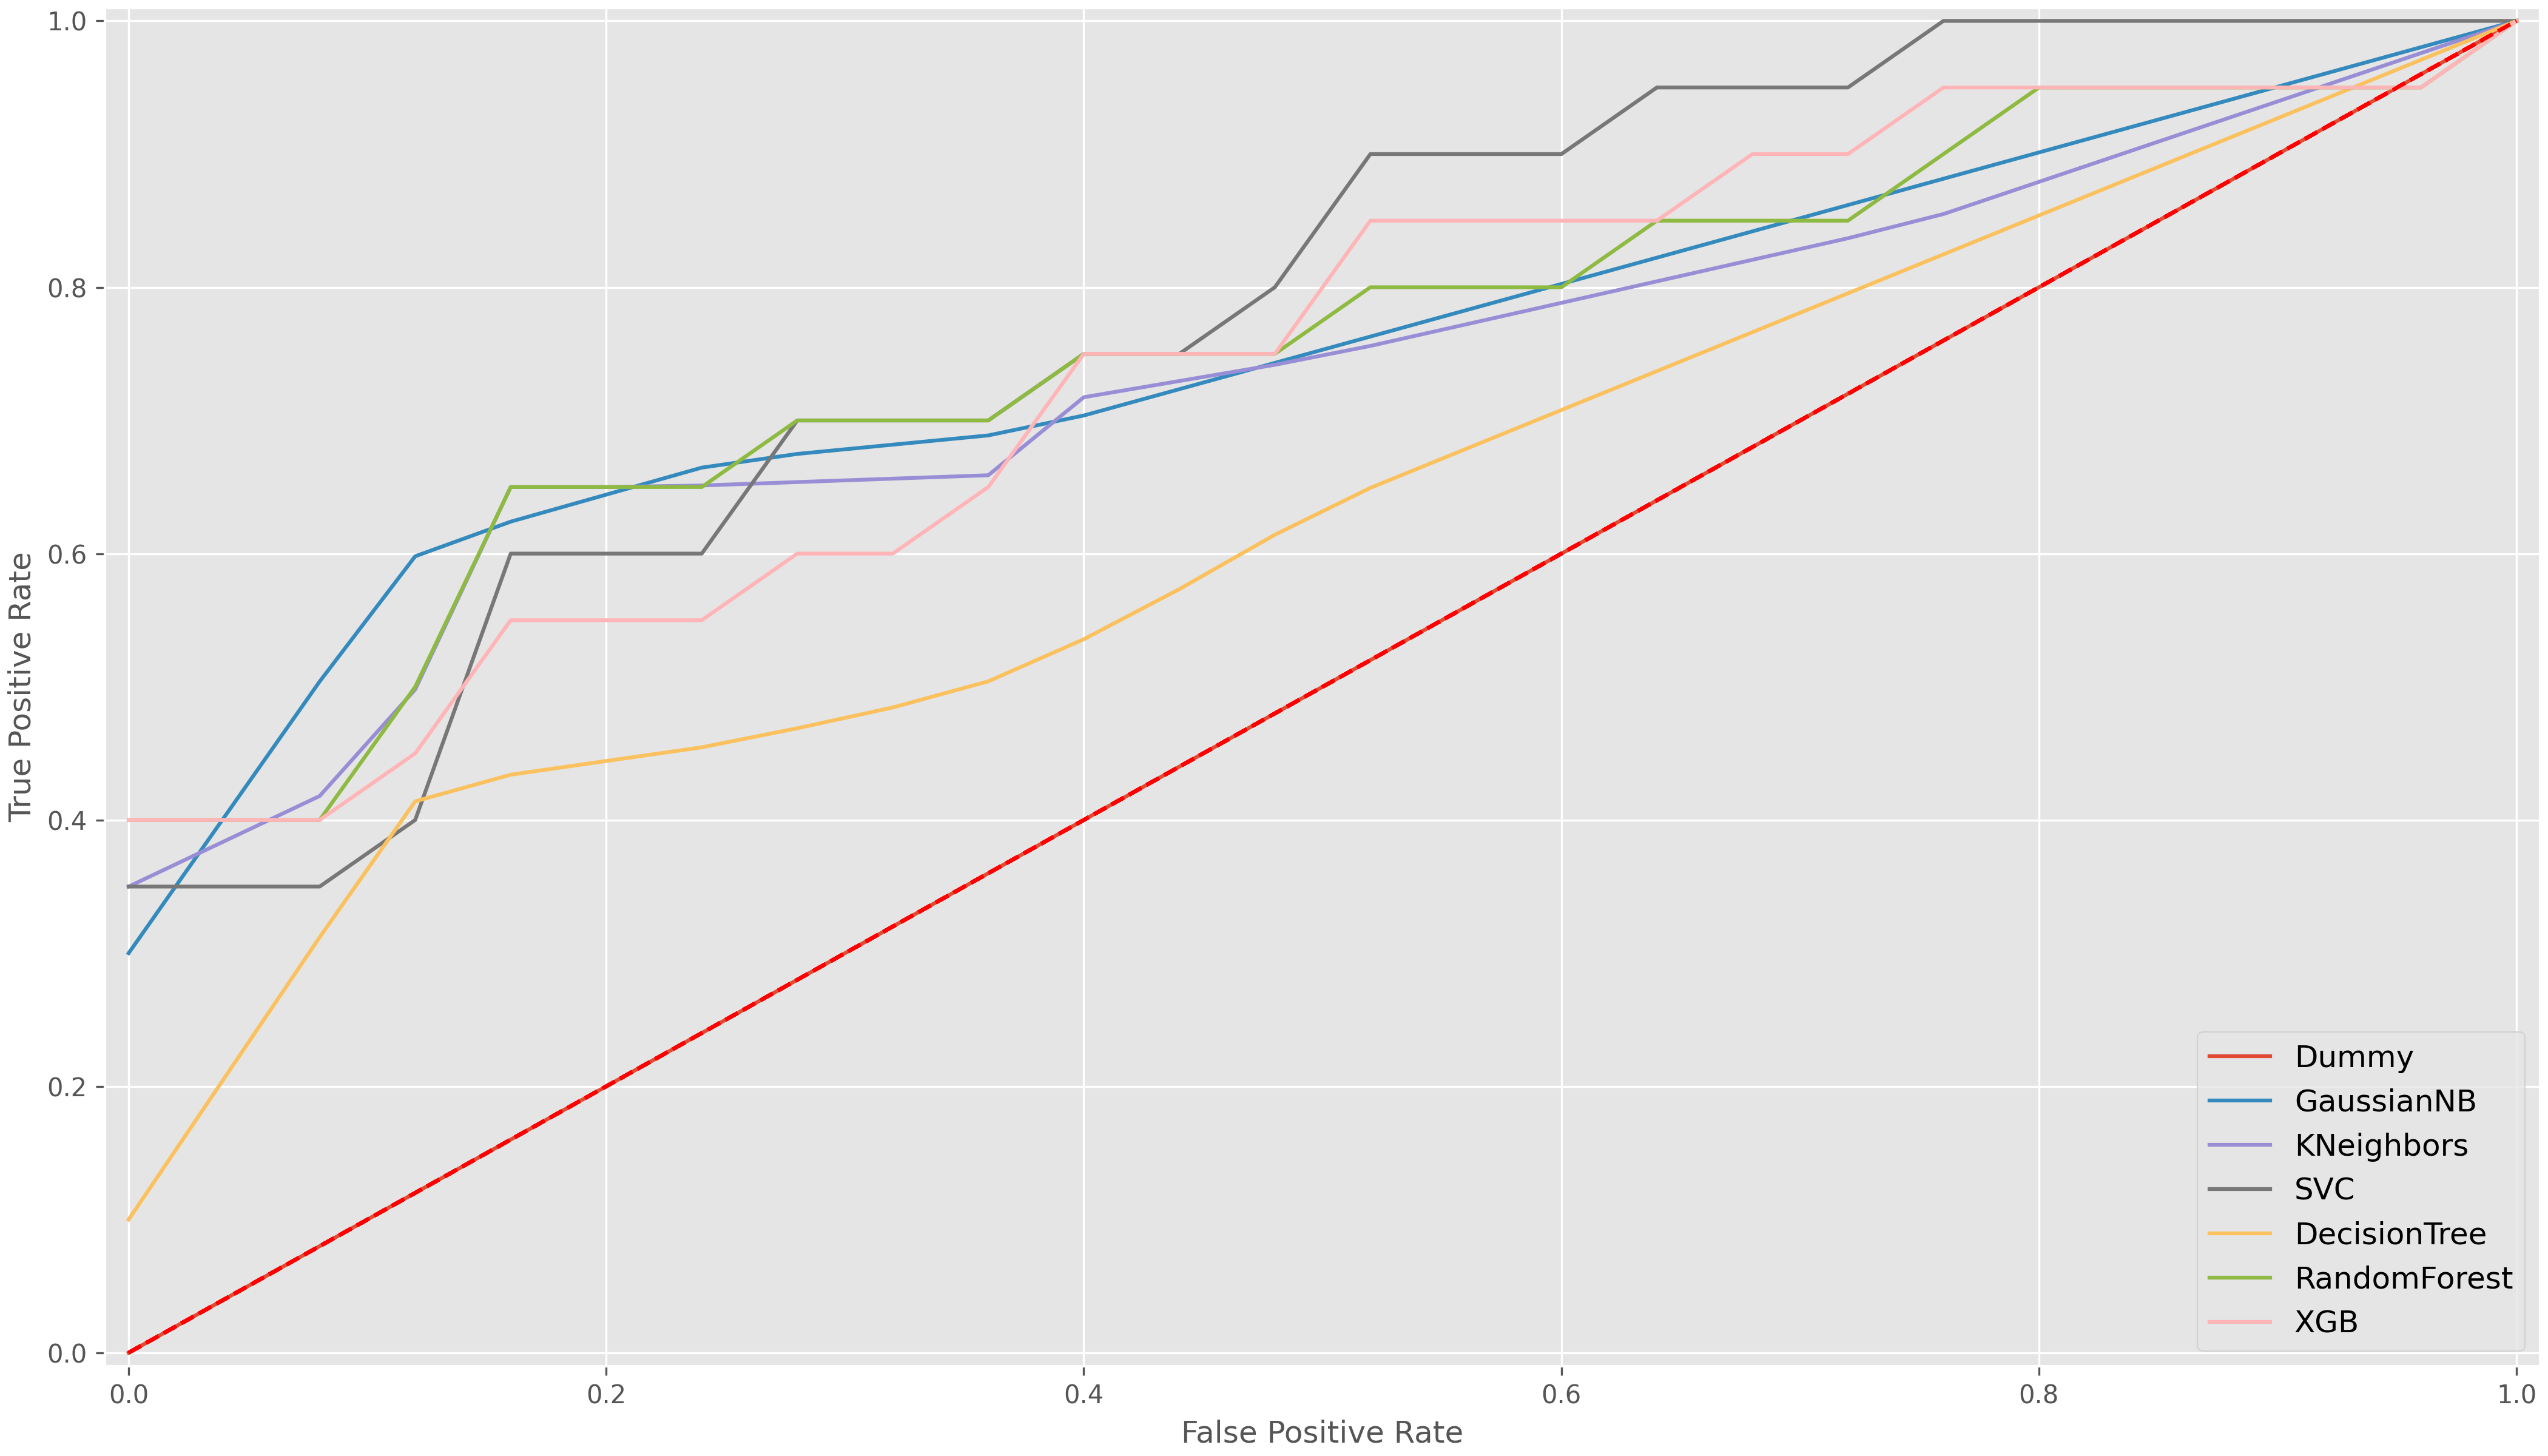 1.0
0.8
0.6
0.4
0.2
0.0
True Positive Rate
0.0 0.2 0.4 0.6 0.8 1.0
False Positive Rate
Dummy
GaussianNB
KNeighbors
SVC
DecisionTree
RandomForest
XGB